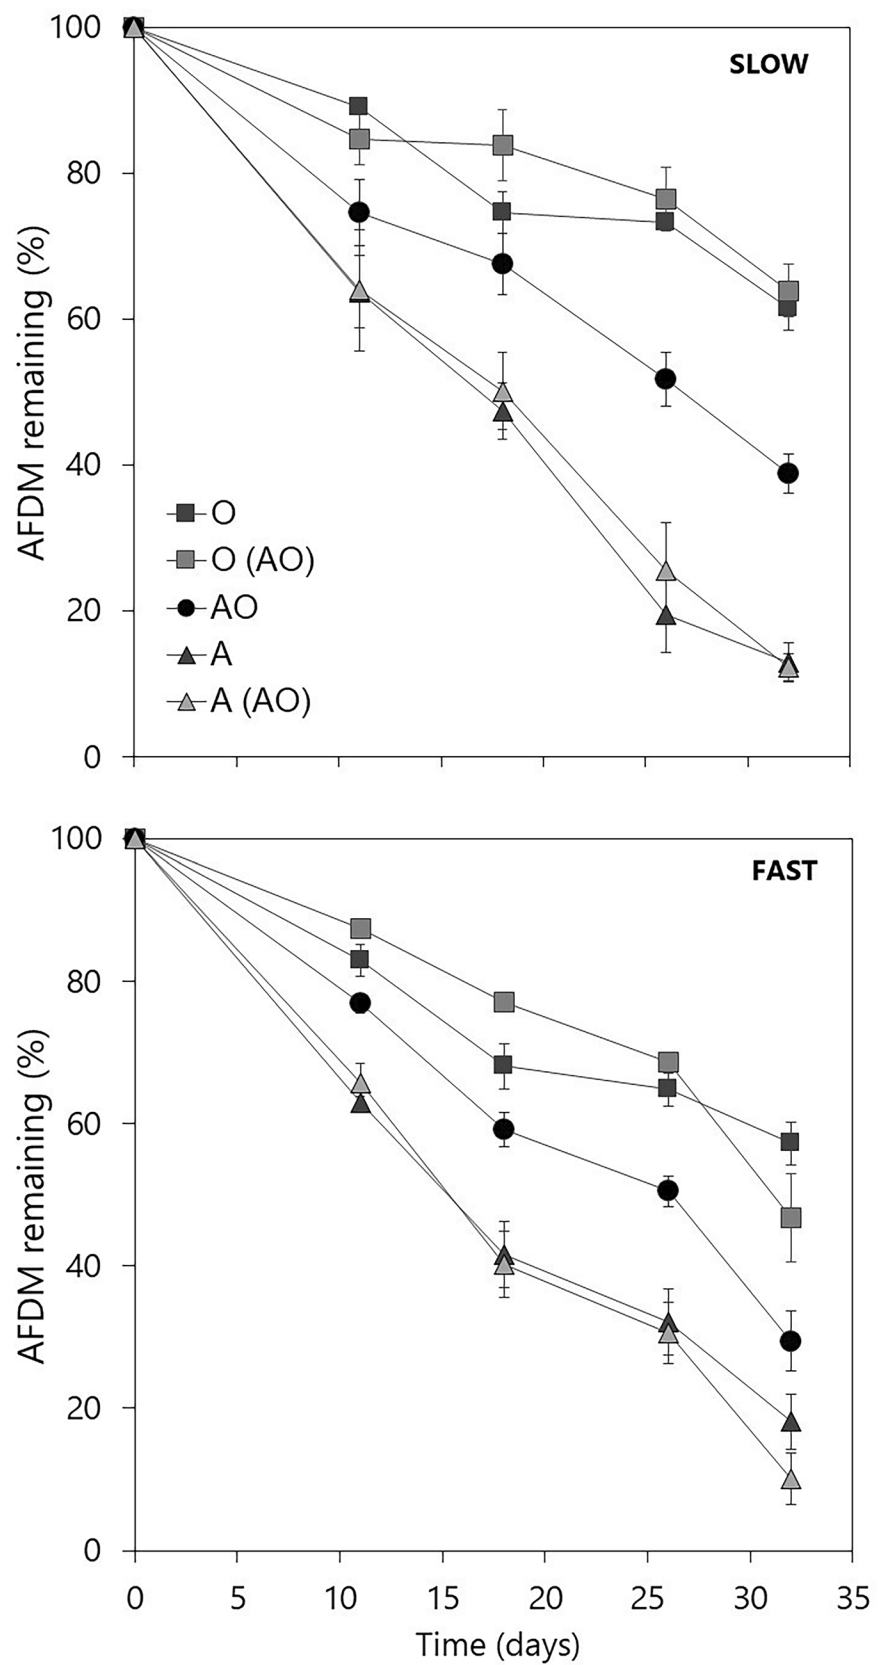 100
SLOW
80
60
40
20
0
AFDM remaining (%)
O
O (AO)
AO
A
A (AO)
100
FAST
80
60
40
20
0
AFDM remaining (%)
0 5 10 15 20 25 30 35
Time (days)